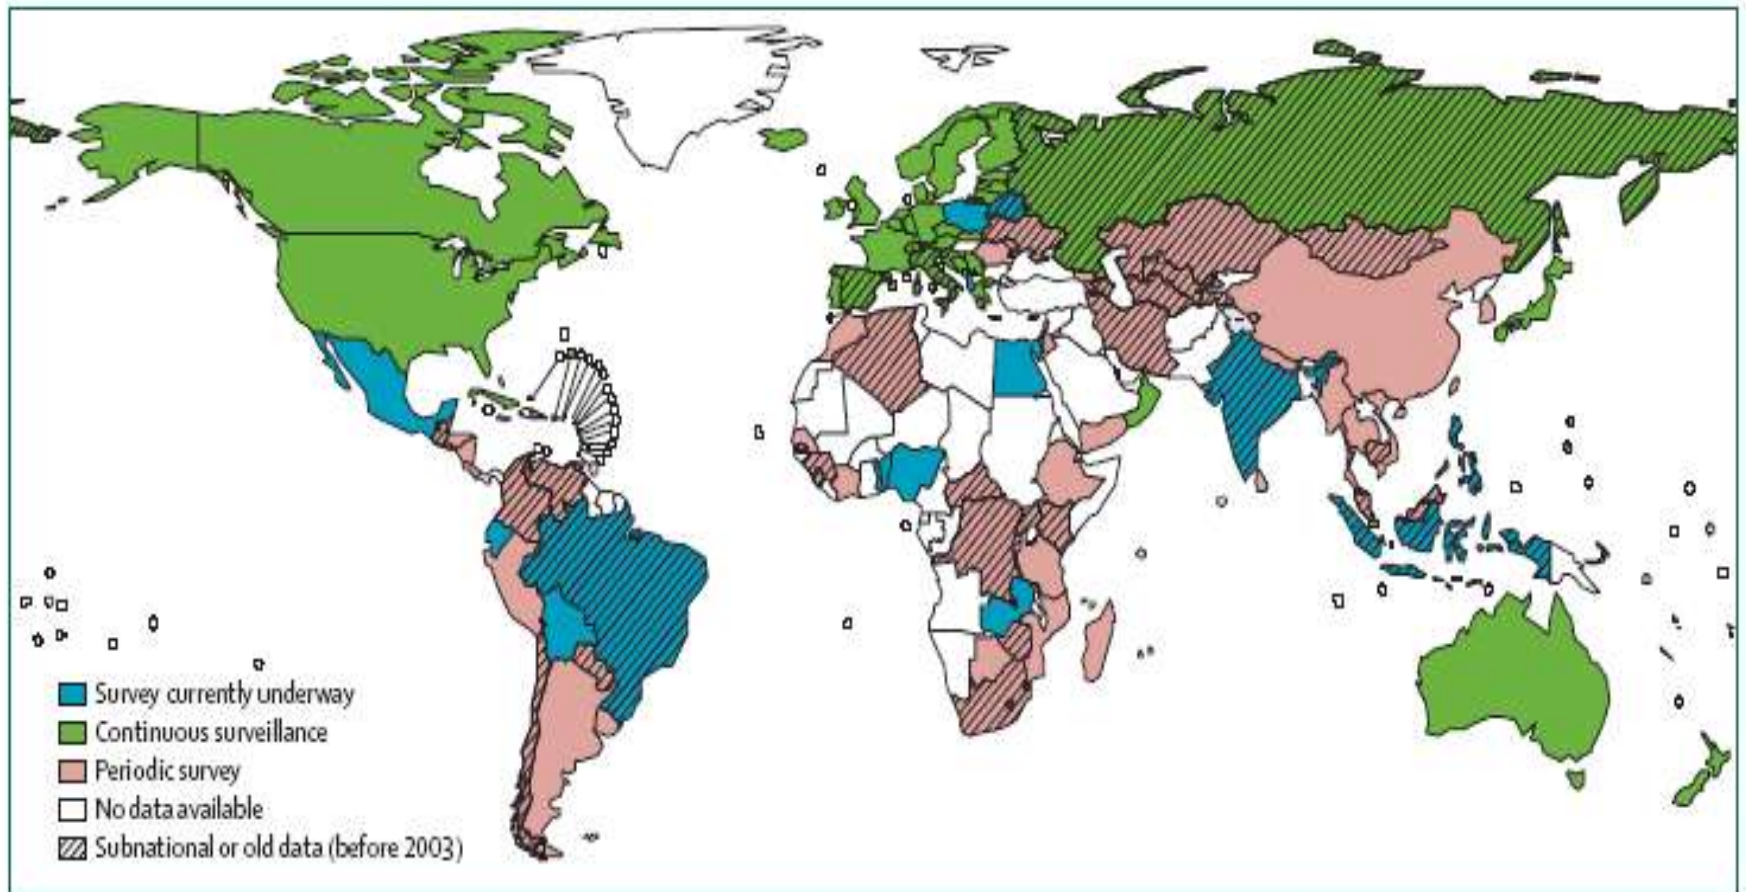 Survey currently underway
Continuous surveillance
Periodic survey
No data available
Subnational or old data (before 2003)